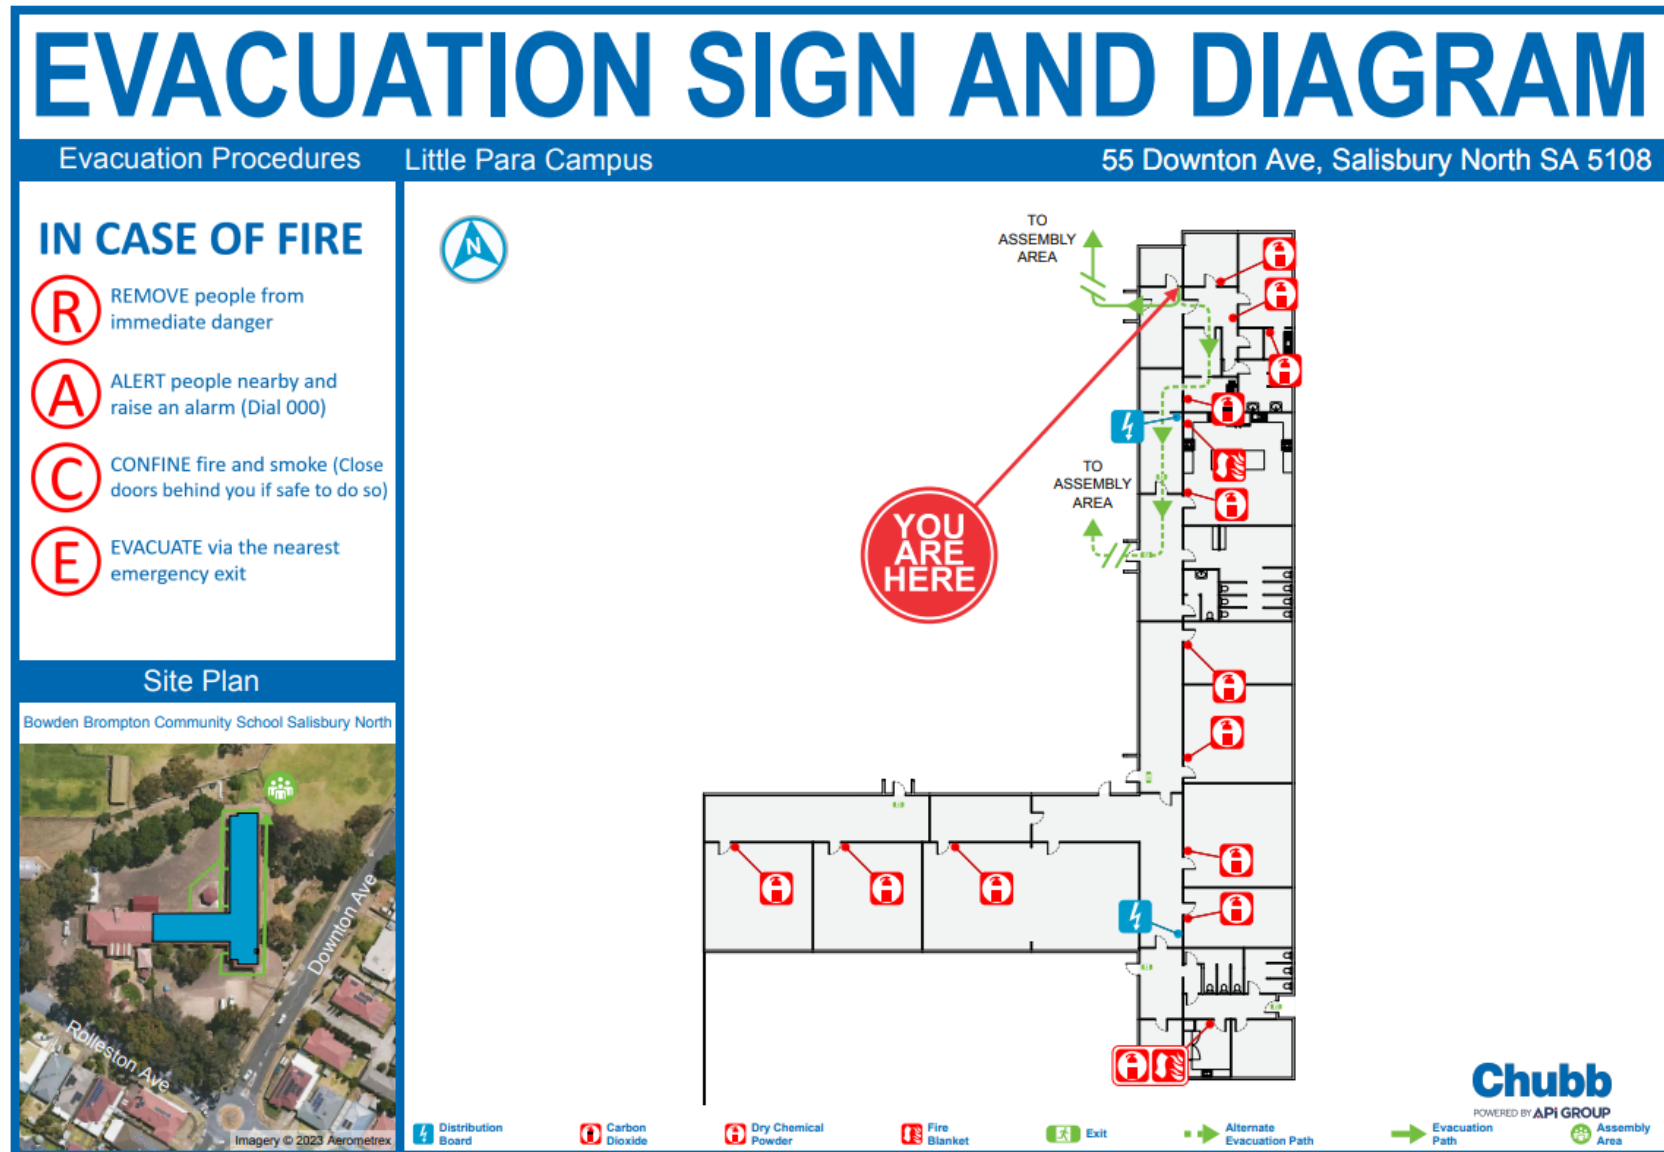 EVACUATION SIGN AND DIAGRAM
Evacuation Procedures
Little Para Campus
55 Downton Ave, Salisbury North SA 5108
IN CASE OF FIRE
R
REMOVE people from
immediate danger
A
ALERT people nearby and
raise an alarm (Dial 000)
C
CONFINE fire and smoke (Close
doors behind you if safe to do so)
E
EVACUATE via the nearest
emergency exit
Site Plan
Bowden Brompton Community School Salisbury North
Downton Ave
Rolleston Ave
Imagery © 2023 Aerometrex
N
TO
ASSEMBLY
AREA
TO
ASSEMBLY
AREA
YOU
ARE
HERE
Chubb
POWERED BY APi GROUP
Distribution
Board
Carbon
Dioxide
Dry Chemical
Powder
Fire
Blanket
Exit
Alternate
Evacuation Path
Evacuation
Path
Assembly
Area